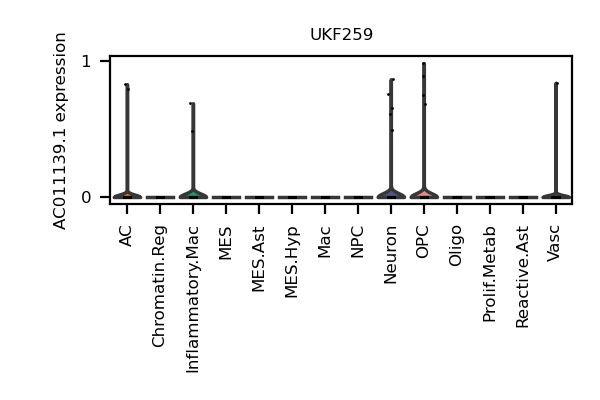 UKF259
AC011139.1 expression
1
0
AC
Chromatin.Reg
Inflammatory.Mac
MES
MES.Ast
MES.Hyp
Mac
NPC
Neuron
OPC
Oligo
Prolif.Metab
Reactive.Ast
Vasc